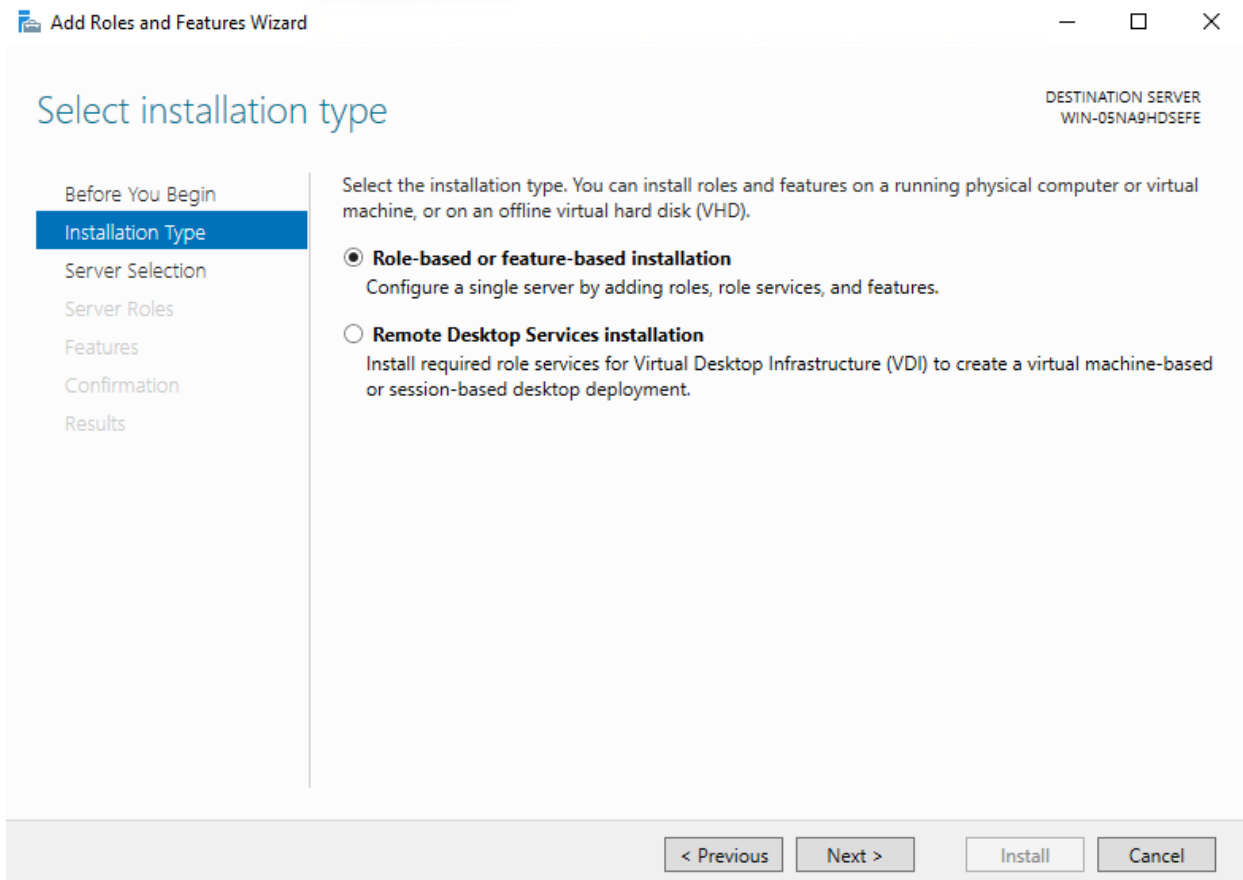 Add Roles and Features Wizard
Select installation type
DESTINATION SERVER
WIN-05NA9HDSEFE
Before You Begin
Installation Type
Server Selection
Server Roles
Features
Confirmation
Results
Select the installation type. You can install roles and features on a running physical computer or virtual
machine, or on an offline virtual hard disk (VHD).
Role-based or feature-based installation
Configure a single server by adding roles, role services, and features.
Remote Desktop Services installation
Install required role services for Virtual Desktop Infrastructure (VDI) to create a virtual machine-based
or session-based desktop deployment.
< Previous
Next >
Install
Cancel